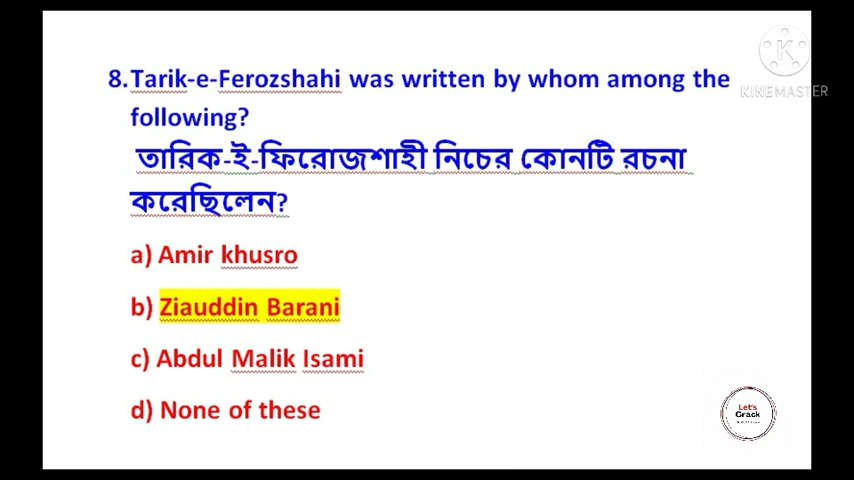 8.Tarik-e-Ferozshahi was written by whom among the
following?
তারিক-ই-ফিরোজশাহী নিচের কোনটি রচনা
করেছিলেন?
a) Amir khusro
b) Ziauddin Barani
c) Abdul Malik Isami
d) None of these
K
KINEMASTER
Let's
Crack